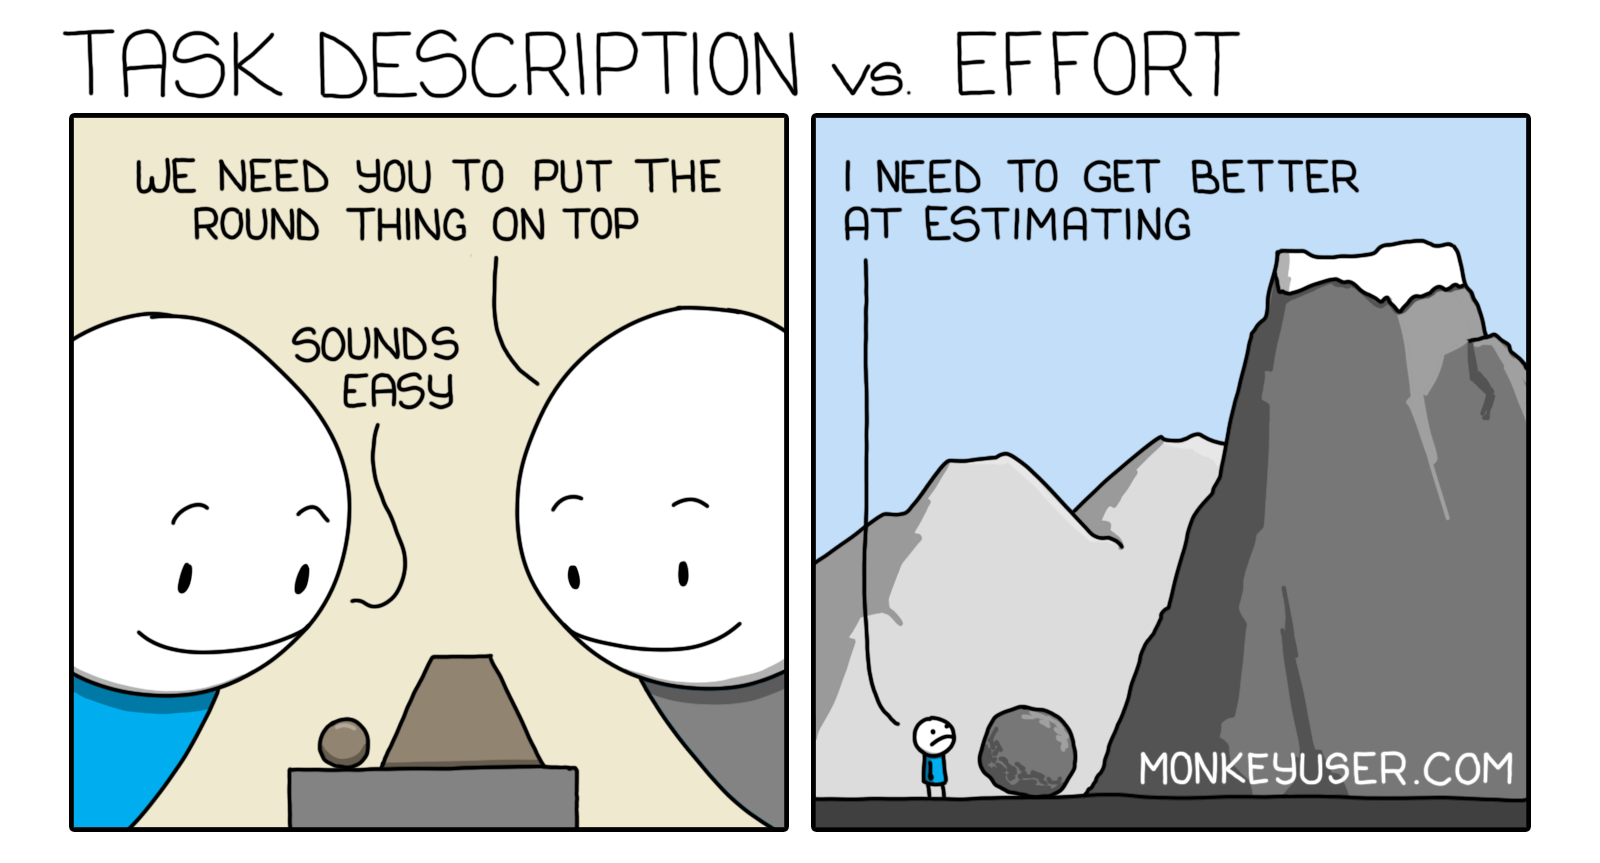 TASK DESCRIPTION vs. EFFORT
WE NEED YOU TO PUT THE
ROUND THING ON TOP
SOUNDS
EASY
I NEED TO GET BETTER
AT ESTIMATING
MONKEYUSER.COM